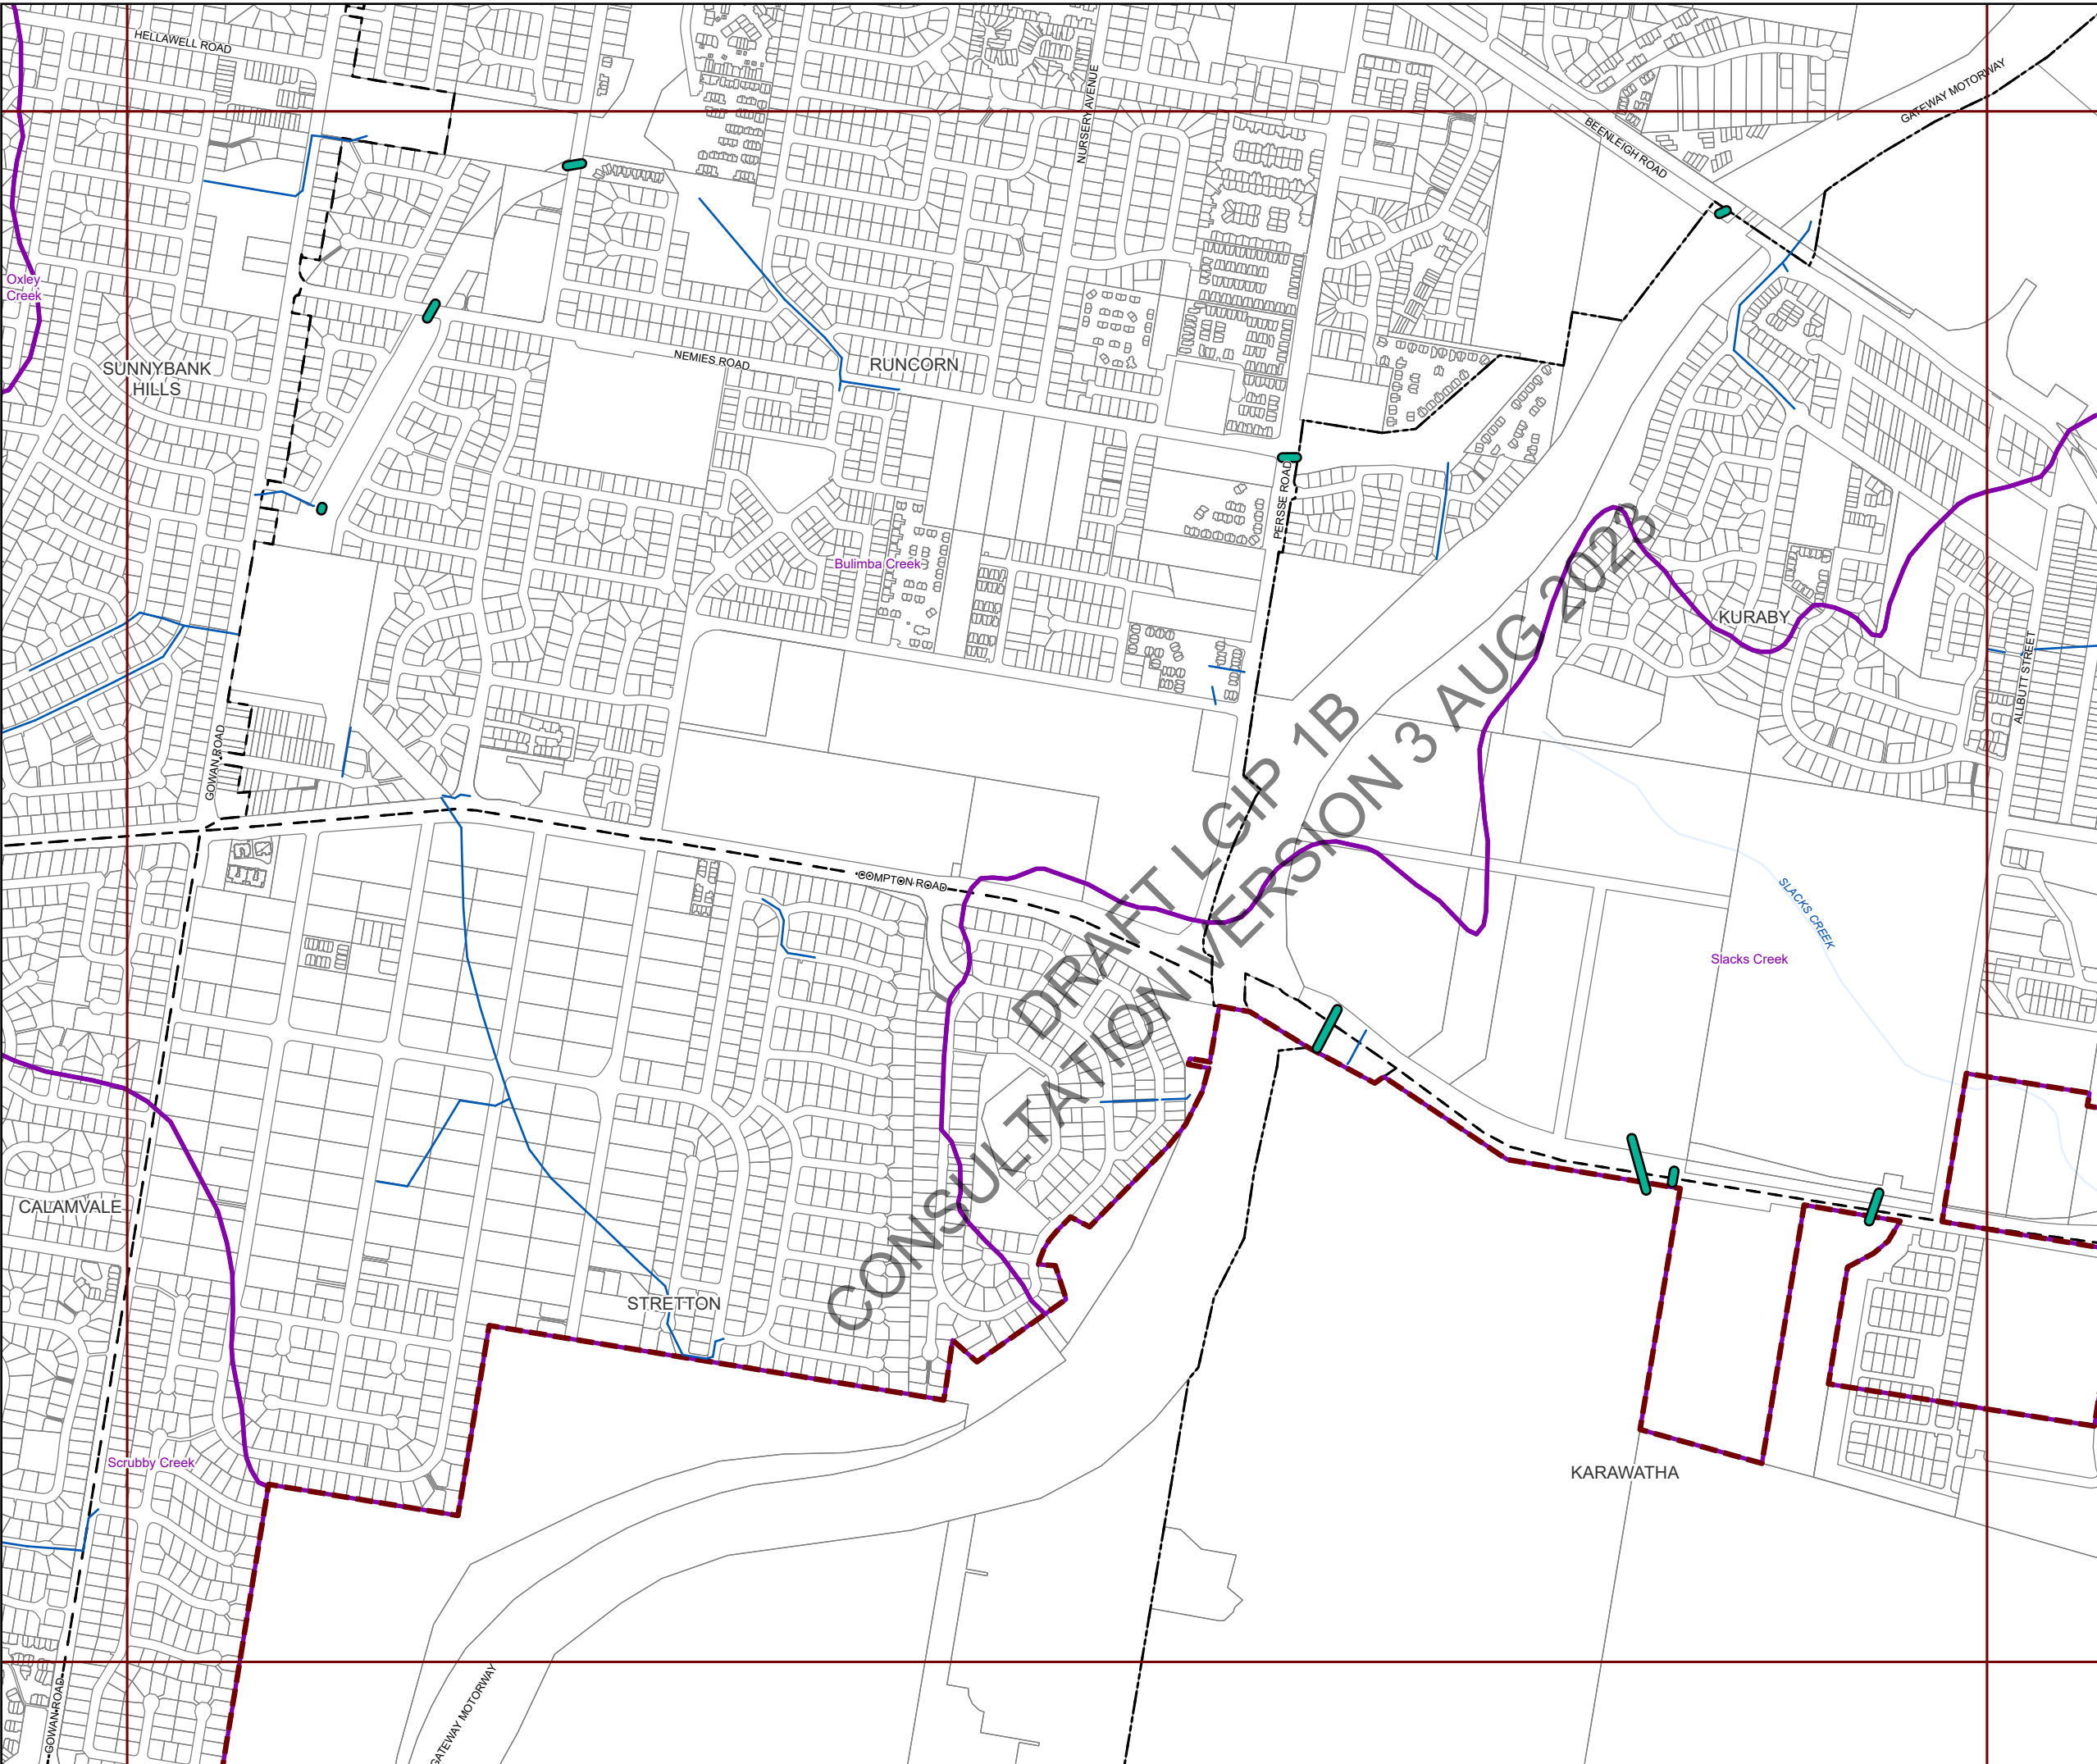 HELLAWELL ROAD
GATEWAY MOTORWAY
NURSERY AVENUE
BEENLEIGH ROAD
Oxley
Creek
SUNNYBANK
HILLS
NEMIES ROAD
RUNCORN
PERSSE ROAD
Bulimba Creek
KURABY
ALLBUTT STREET
GOWAN ROAD
COMPTON ROAD
SLACKS CREEK
Slacks Creek
DRAFT LGIP 1B
CONSULTATION VERSION 3 AUG 2023
CALAMVALE
STRETTON
Scrubby Creek
KARAWATHA
GOWAN ROAD
GATEWAY MOTORWAY